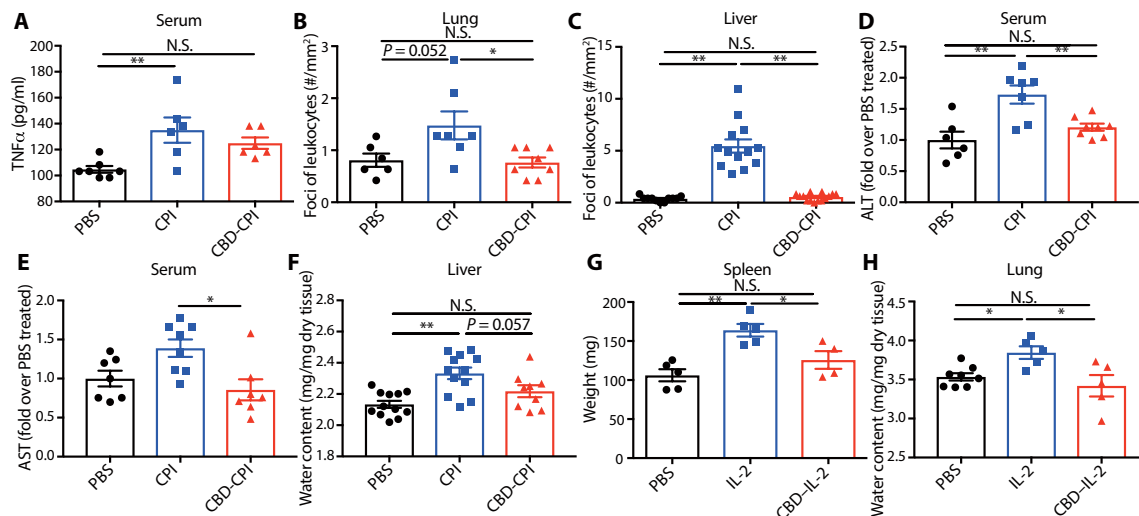 A
Serum
TNFα (pg/ml)
200
180
160
140
120
100
80
N.S.
**
PBS
CPI
CBD-CPI
B
Lung
Foci of leukocytes (#/mm²)
3
2
1
0
N.S.
P = 0.052
*
PBS
CPI
CBD-CPI
C
Liver
Foci of leukocytes (#/mm²)
15
10
5
0
N.S.
**
**
PBS
CPI
CBD-CPI
D
Serum
ALT (fold over PBS treated)
2.5
2.0
1.5
1.0
0.5
0.0
N.S.
**
**
PBS
CPI
CBD-CPI
E
Serum
AST (fold over PBS treated)
2.0
1.5
1.0
0.5
0.0
*
PBS
CPI
CBD-CPI
F
Liver
Water content (mg/mg dry tissue)
2.8
2.6
2.4
2.2
2.0
N.S.
**
P = 0.057
PBS
CPI
CBD-CPI
G
Spleen
Weight (mg)
200
150
100
50
0
N.S.
**
*
PBS
IL-2
CBD–IL-2
H
Lung
Water content (mg/mg dry tissue)
4.5
4.0
3.5
3.0
2.5
N.S.
*
*
PBS
IL-2
CBD–IL-2